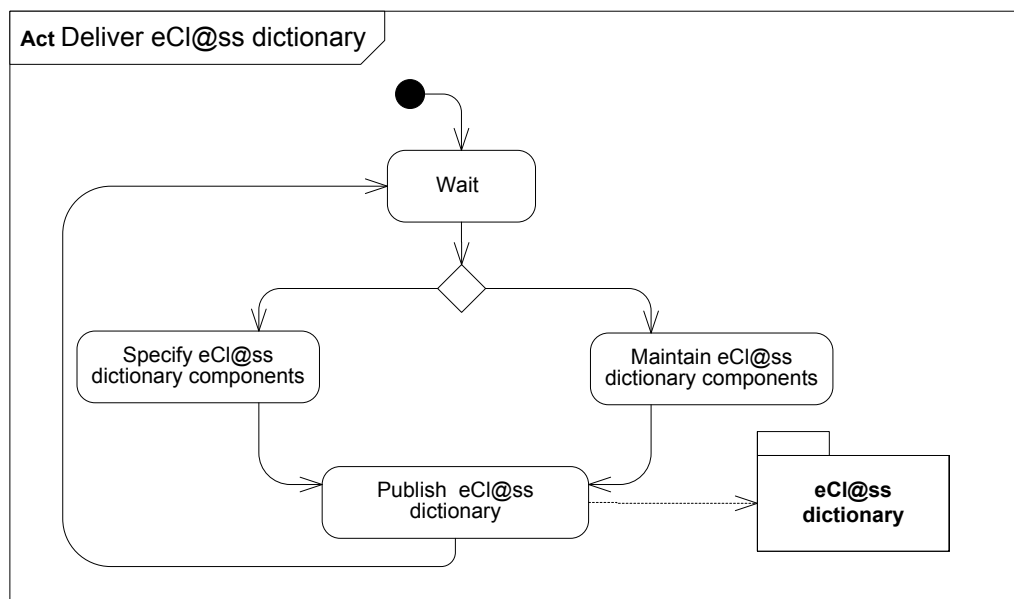 Act Deliver eCl@ss dictionary
Wait
Specify eCl@ss
dictionary components
Maintain eCl@ss
dictionary components
Publish eCl@ss
dictionary
eCl@ss
dictionary